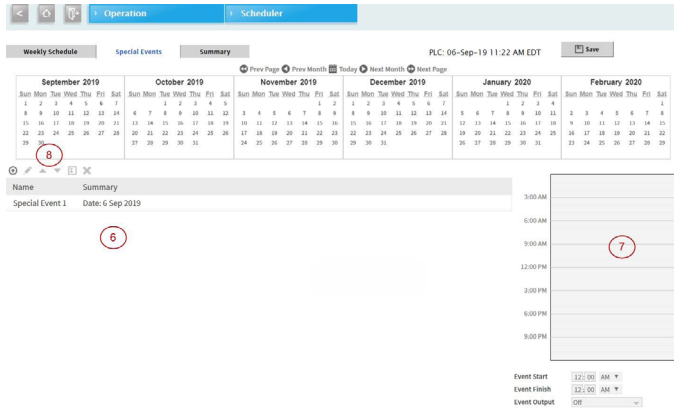 Operation Scheduler
Weekly Schedule Special Events Summary PLC: 06-Sep-19 11:22 AM EDT Save
Prev Page Prev Month Today Next Month Next Page
September 2019 October 2019 November 2019 December 2019 January 2020 February 2020
Sun Mon Tue Wed Thu Fri Sat Sun Mon Tue Wed Thu Fri Sat Sun Mon Tue Wed Thu Fri Sat Sun Mon Tue Wed Thu Fri Sat Sun Mon Tue Wed Thu Fri Sat Sun Mon Tue Wed Thu Fri Sat
1 2 3 4 5 6 7 1 2 3 4 5 1 2 1 2 3 4 5 6 7 1 2 3 4 1
8 9 10 11 12 13 14 6 7 8 9 10 11 12 3 4 5 6 7 8 9 8 9 10 11 12 13 14 5 6 7 8 9 10 11 2 3 4 5 6 7 8
15 16 17 18 19 20 21 13 14 15 16 17 18 19 10 11 12 13 14 15 16 15 16 17 18 19 20 21 12 13 14 15 16 17 18 9 10 11 12 13 14 15
22 23 24 25 26 27 28 20 21 22 23 24 25 26 17 18 19 20 21 22 23 22 23 24 25 26 27 28 19 20 21 22 23 24 25 16 17 18 19 20 21 22
29 30 27 28 29 30 31 24 25 26 27 28 29 30 29 30 31 26 27 28 29 30 31 23 24 25 26 27 28 29
8
Name Summary
Special Event 1 Date: 6 Sep 2019
6
3:00 AM
6:00 AM
9:00 AM
7
12:00 PM
3:00 PM
6:00 PM
9:00 PM
Event Start 12: 00 AM
Event Finish 12: 00 AM
Event Output Off